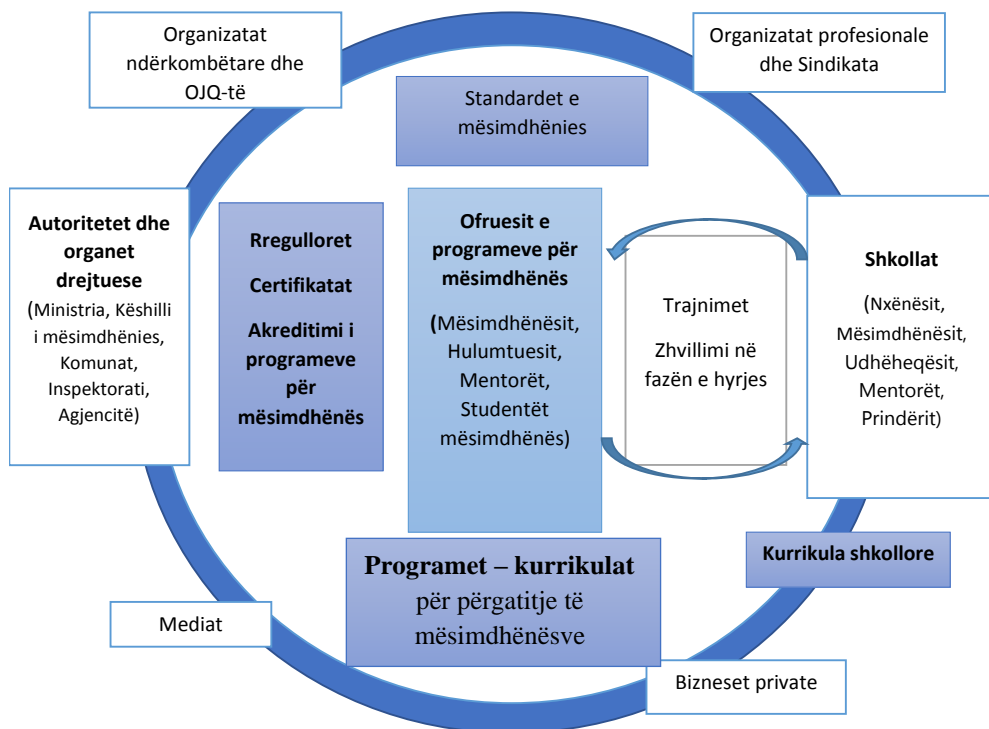 Organizatat
ndërkombëtare dhe
OJQ-të
Organizatat profesionale
dhe Sindikata
Standardet e
mësimdhënies
Autoritetet dhe
organet
drejtuese
(Ministria, Këshilli
i mësimdhënies,
Komunat,
Inspektorati,
Agjencitë)
Rregulloret
Certifikatat
Akreditimi i
programeve
për
mësimdhënës
Ofruesit e
programeve për
mësimdhënës
(Mësimdhënësit,
Hulumtuesit,
Mentorët,
Studentët
mësimdhënës)
Trajnimet
Zhvillimi në
fazën e hyrjes
Shkollat
(Nxënësit,
Mësimdhënësit,
Udhëheqësit,
Mentorët,
Prindërit)
Programet – kurrikulat
për përgatitje të
mësimdhënësve
Kurrikula shkollore
Mediat
Bizneset private